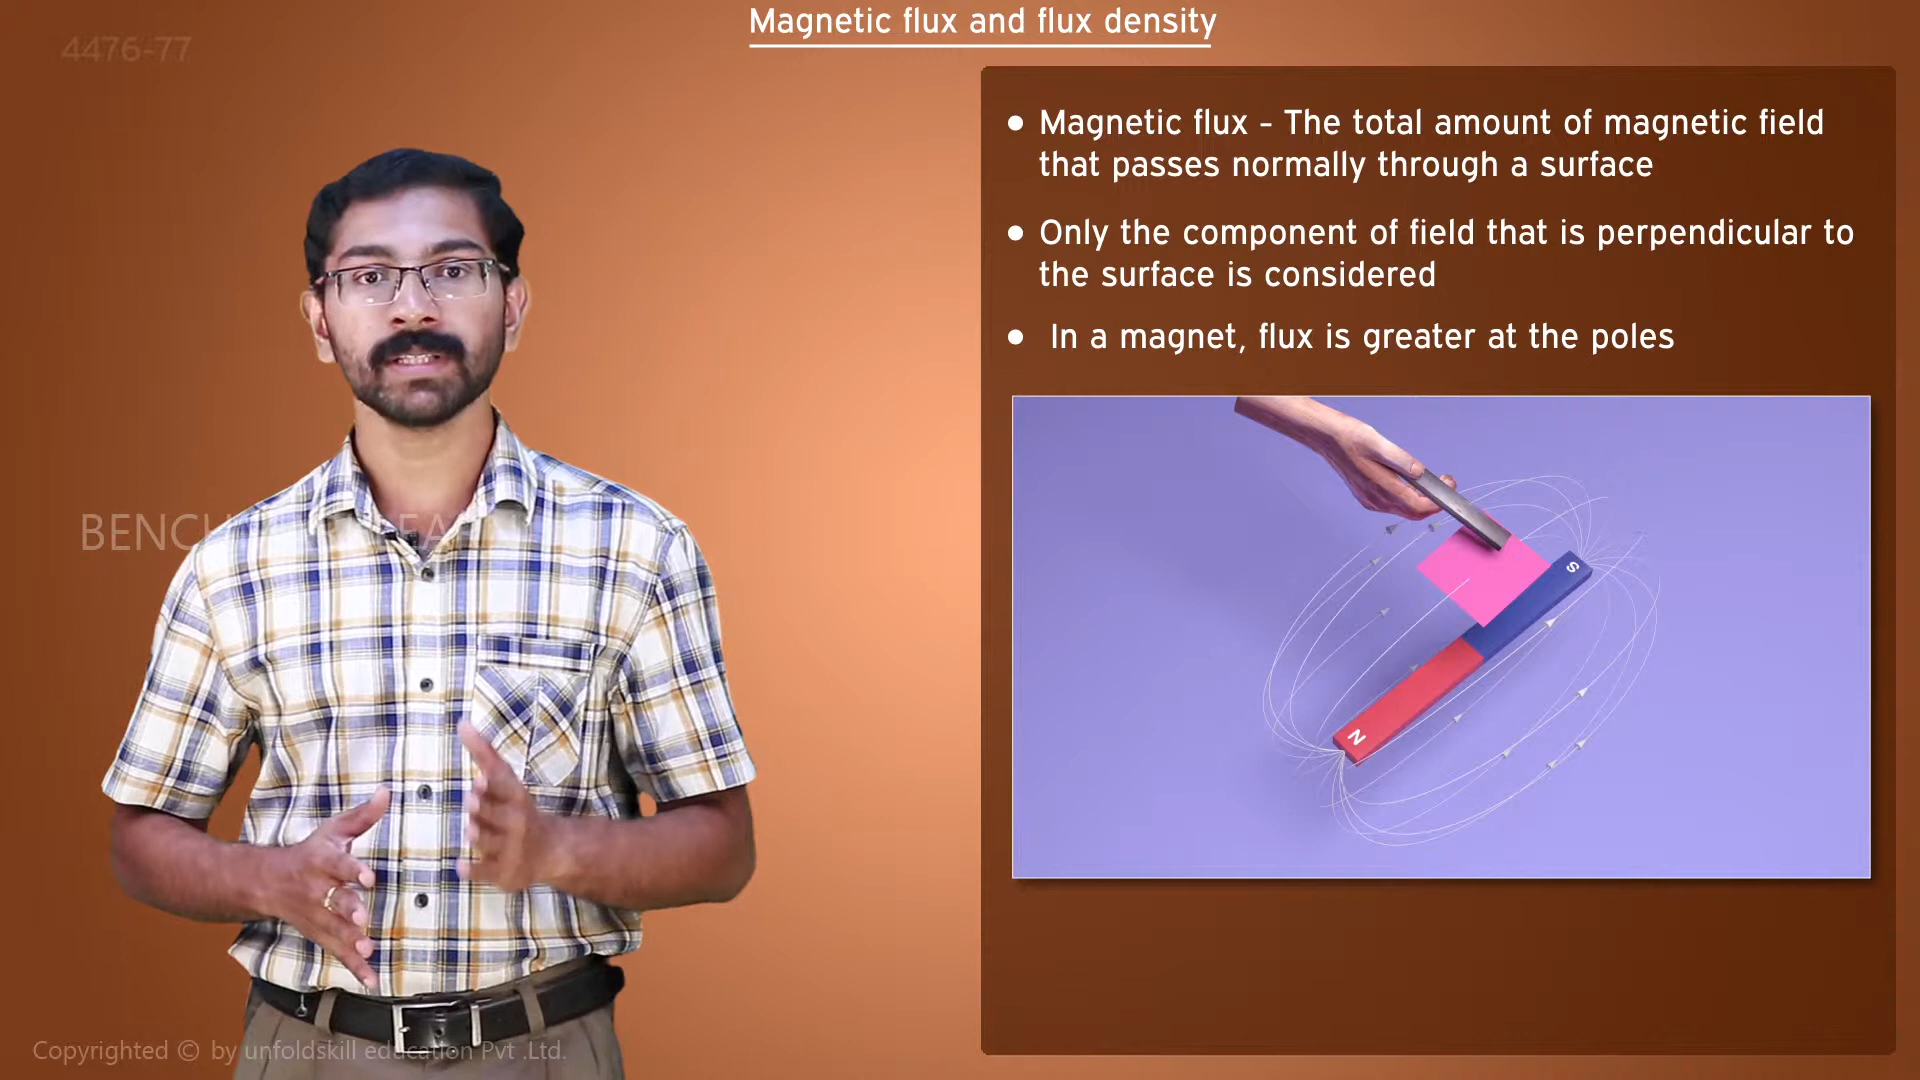 Magnetic flux and flux density
4476-77
● Magnetic flux - The total amount of magnetic field
that passes normally through a surface
● Only the component of field that is perpendicular to
the surface is considered
● In a magnet, flux is greater at the poles
S
N
Copyrighted © by unfoldskill education Pvt .Ltd.